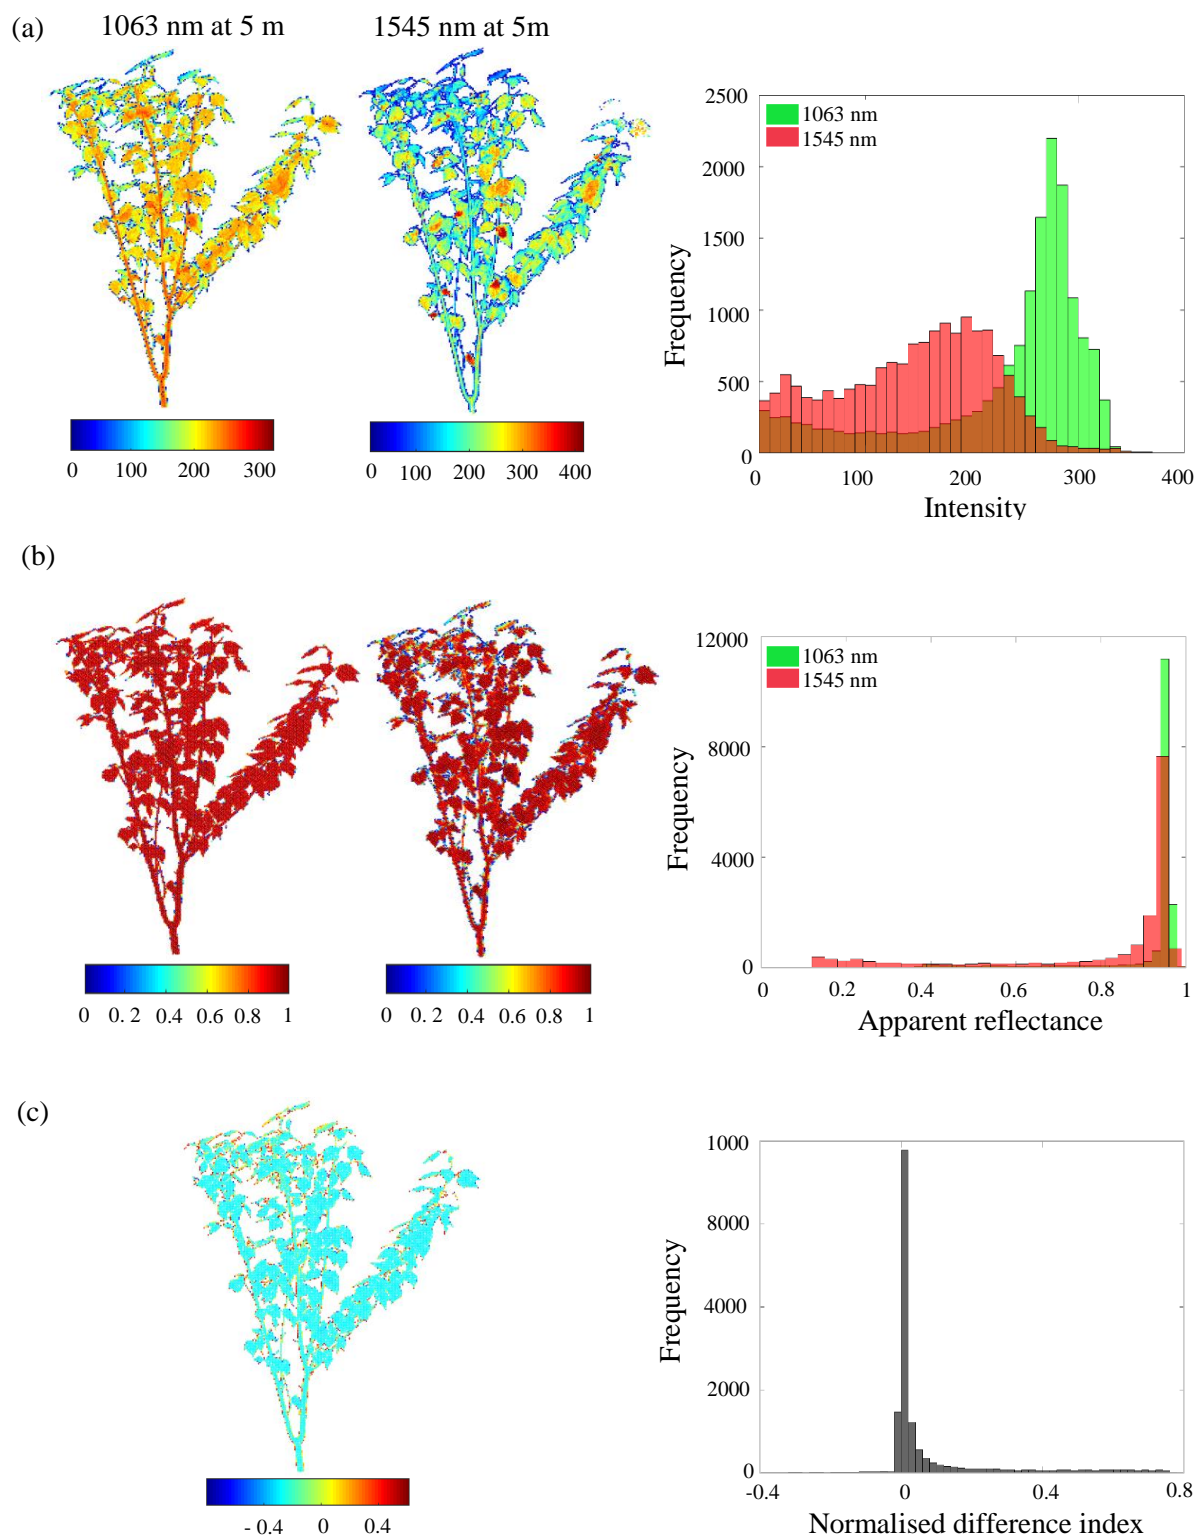 (a)
1063 nm at 5 m
1545 nm at 5m
0 100 200 300
0 100 200 300 400
1063 nm
1545 nm
2500
2000
1500
1000
500
0
Frequency
0 100 200 300 400
Intensity
(b)
0 0. 2 0.4 0.6 0.8 1
0 0. 2 0.4 0.6 0.8 1
1063 nm
1545 nm
12000
8000
4000
0
Frequency
0 0.2 0.4 0.6 0.8 1
Apparent reflectance
(c)
- 0.4 0 0.4
1000
8000
4000
2000
0
Frequency
-0.4 0 0.4 0.8
Normalised difference index